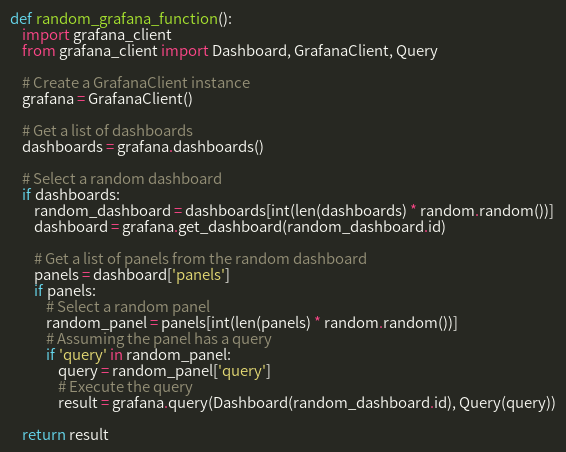 def random_grafana_function():
    import grafana_client
    from grafana_client import Dashboard, GrafanaClient, Query

    # Create a GrafanaClient instance
    grafana = GrafanaClient()

    # Get a list of dashboards
    dashboards = grafana.dashboards()

    # Select a random dashboard
    if dashboards:
        random_dashboard = dashboards[int(len(dashboards) * random.random())]
        dashboard = grafana.get_dashboard(random_dashboard.id)

        # Get a list of panels from the random dashboard
        panels = dashboard['panels']
        if panels:
            # Select a random panel
            random_panel = panels[int(len(panels) * random.random())]
            # Assuming the panel has a query
            if 'query' in random_panel:
                query = random_panel['query']
                # Execute the query
                result = grafana.query(Dashboard(random_dashboard.id), Query(query))

    return result